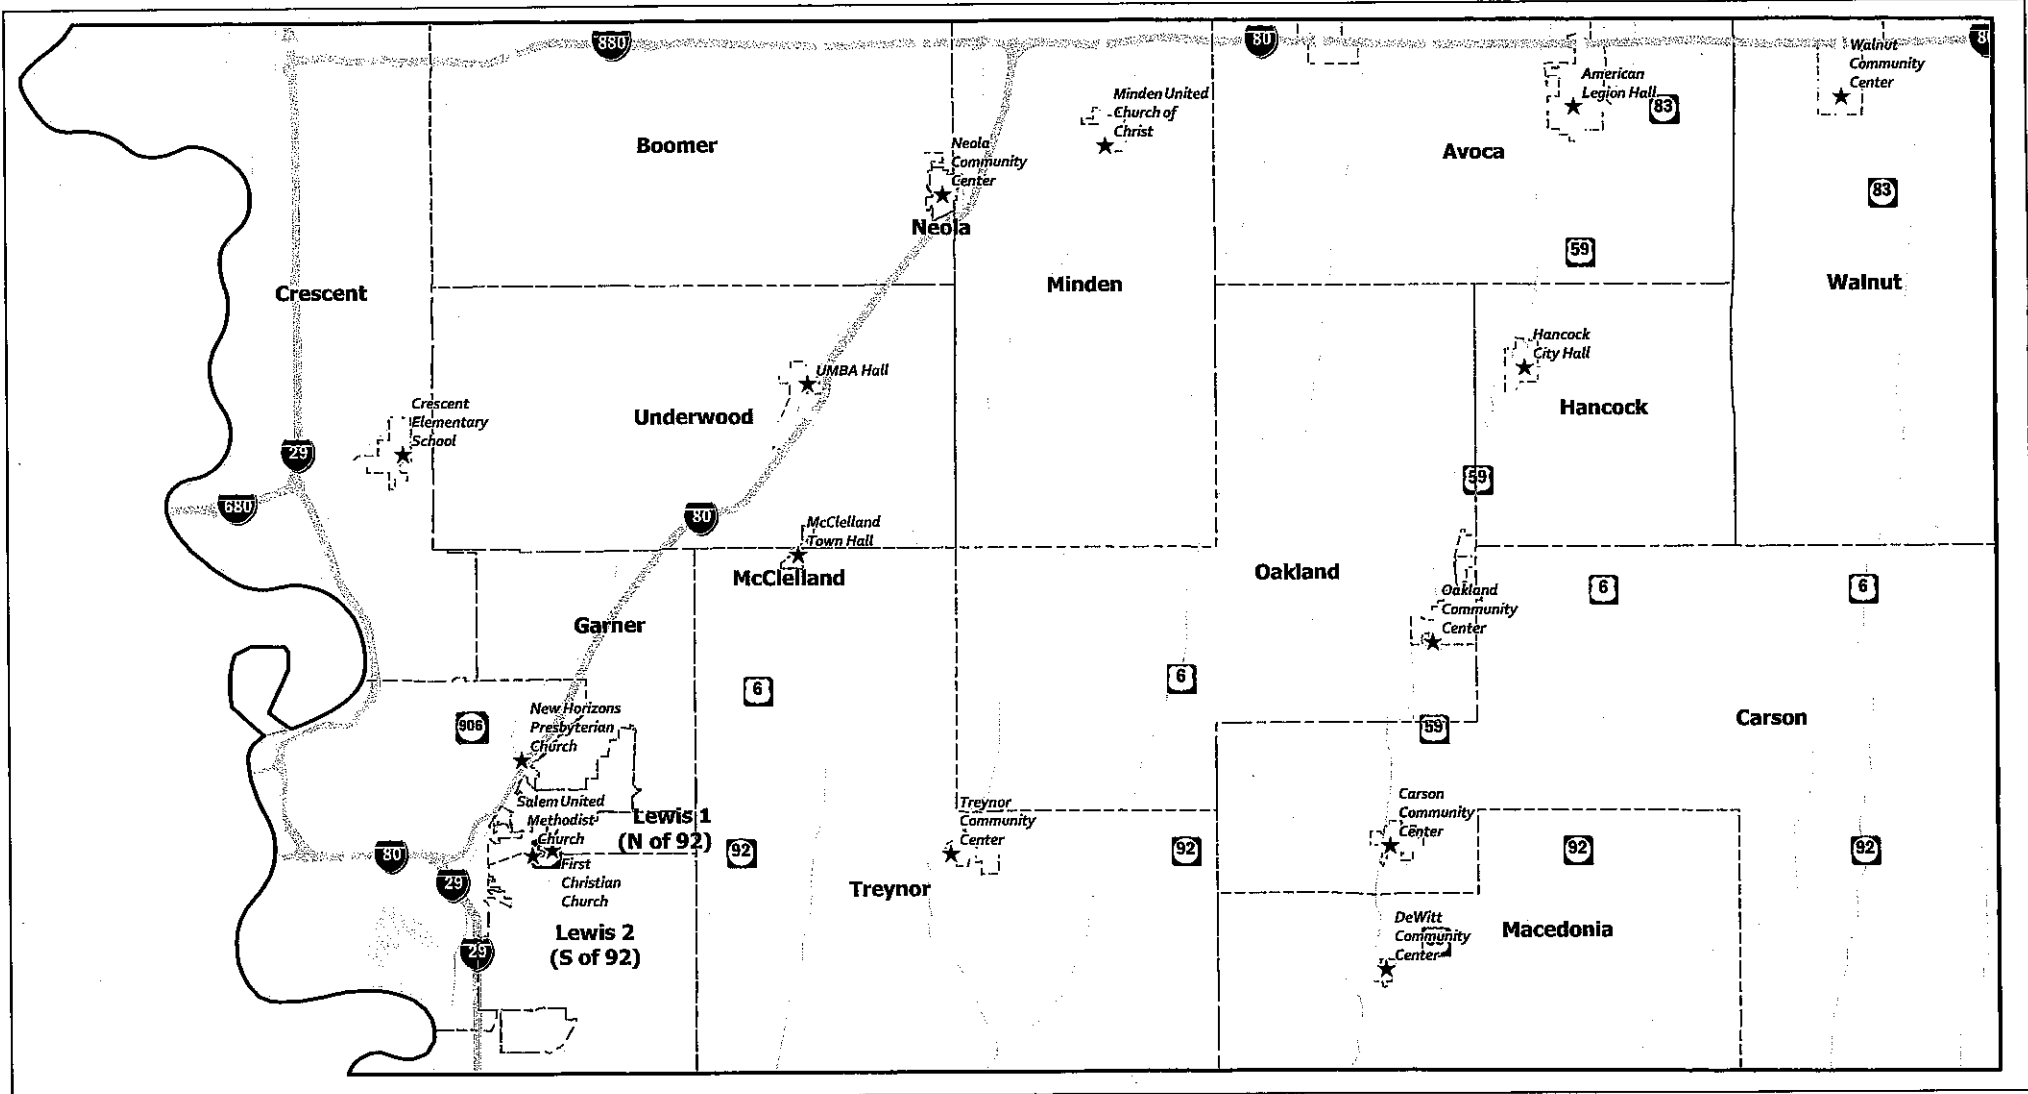 880
80
Walnut
Community
Center
American
Legion Hall
83
Minden United
Church of
Christ
Boomer
Neola
Community
Center
Avoca
83
Neola
59
Crescent
Minden
Walnut
Hancock
City Hall
UMBA Hall
Crescent
Elementary
School
Underwood
Hancock
29
59
680
80
McClelland
Town Hall
McClelland
Oakland
6
6
Oakland
Community
Center
Garner
6
6
New Horizons
Presbyterian
Church
906
59
Carson
Salem United
Methodist
Church
Lewis 1
(N of 92)
Treynor
Community
Center
Carson
Community
Center
80
92
92
92
92
29
First
Christian
Church
Treynor
DeWitt
Community
Center
Macedonia
Lewis 2
(S of 92)
29